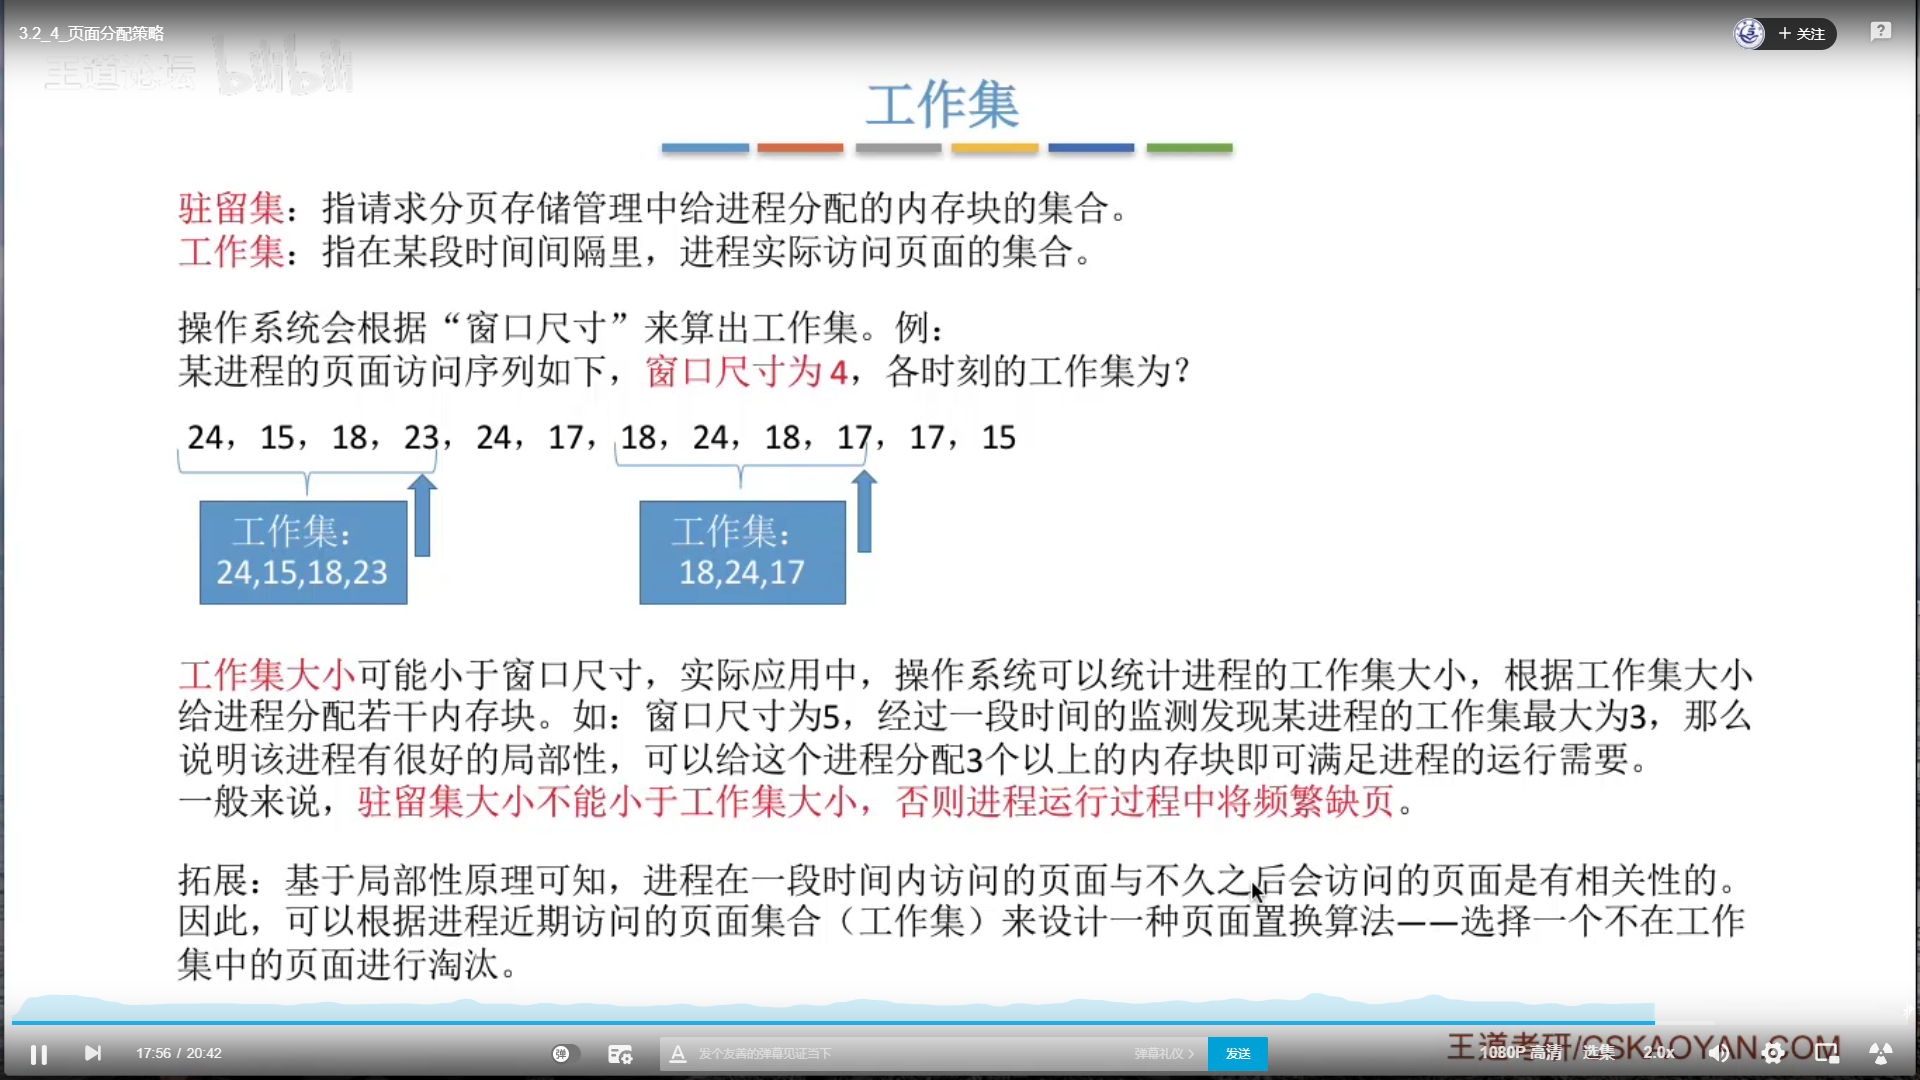 3.2_4_页面分配策略
+ 关注
王道论坛 bilibili
工作集
驻留集：指请求分页存储管理中给进程分配的内存块的集合。
工作集：指在某段时间间隔里，进程实际访问页面的集合。
操作系统会根据“窗口尺寸”来算出工作集。例：
某进程的页面访问序列如下，窗口尺寸为 4，各时刻的工作集为？
24，15，18，23，24，17，18，24，18，17，17，15
工作集：
24,15,18,23
工作集：
18,24,17
工作集大小可能小于窗口尺寸，实际应用中，操作系统可以统计进程的工作集大小，根据工作集大小
给进程分配若干内存块。如：窗口尺寸为5，经过一段时间的监测发现某进程的工作集最大为3，那么
说明该进程有很好的局部性，可以给这个进程分配3个以上的内存块即可满足进程的运行需要。
一般来说，驻留集大小不能小于工作集大小，否则进程运行过程中将频繁缺页。
拓展：基于局部性原理可知，进程在一段时间内访问的页面与不久之后会访问的页面是有相关性的。
因此，可以根据进程近期访问的页面集合（工作集）来设计一种页面置换算法——选择一个不在工作
集中的页面进行淘汰。
王道考研/CSKAOYAN.COM
17:56 / 20:42
弹
A 发个友善的弹幕见证当下
弹幕礼仪 >
发送
1080P 高清
选集
2.0x